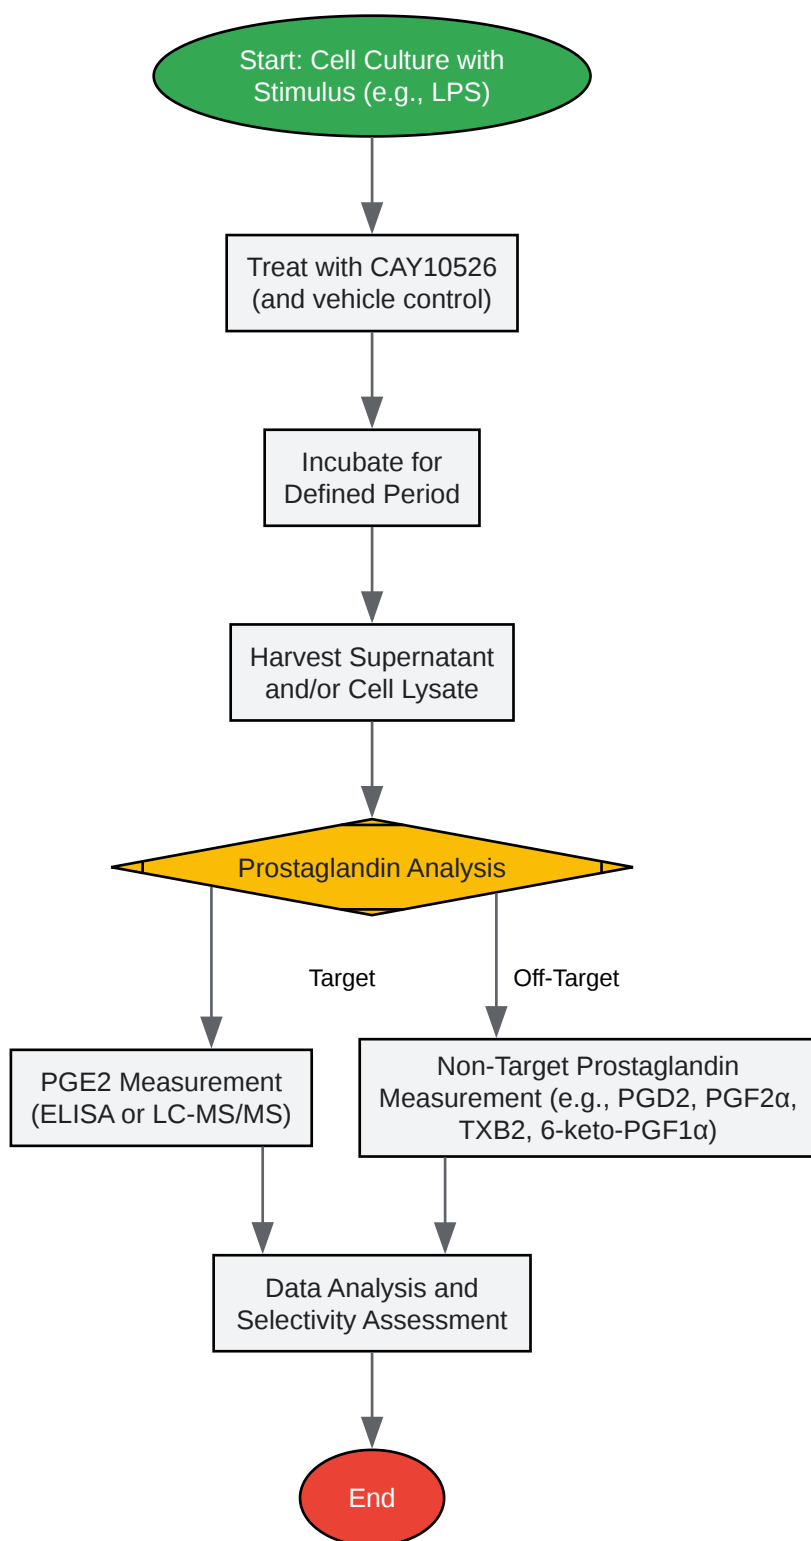 Start: Cell Culture with
Stimulus (e.g., LPS)
Treat with CAY10526
(and vehicle control)
Incubate for
Defined Period
Harvest Supernatant
and/or Cell Lysate
Prostaglandin Analysis
Target
Off-Target
PGE2 Measurement
(ELISA or LC-MS/MS)
Non-Target Prostaglandin
Measurement (e.g., PGD2, PGF2α,
TXB2, 6-keto-PGF1α)
Data Analysis and
Selectivity Assessment
End